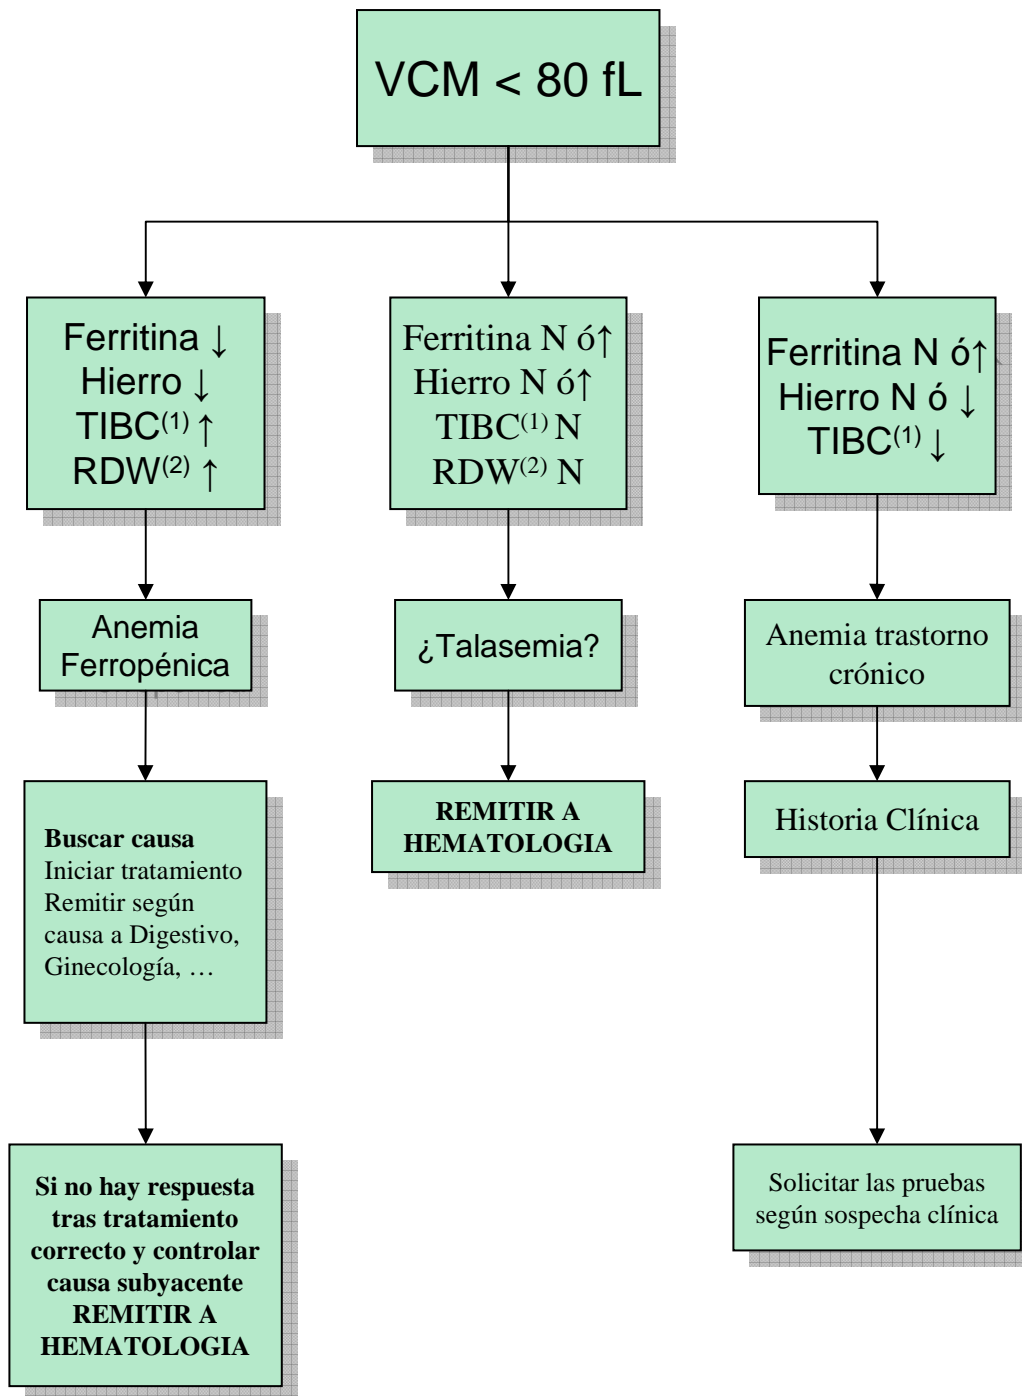 VCM < 80 fL
Ferritina ↓
Hierro ↓
TIBC(1) ↑
RDW(2) ↑
Ferritina N ó↑
Hierro N ó↑
TIBC(1) N
RDW(2) N
Ferritina N ó↑
Hierro N ó ↓
TIBC(1) ↓
Anemia
Ferropénica
¿Talasemia?
Anemia trastorno
crónico
Buscar causa
Iniciar tratamiento
Remitir según
causa a Digestivo,
Ginecología, …
REMITIR A
HEMATOLOGIA
Historia Clínica
Si no hay respuesta
tras tratamiento
correcto y controlar
causa subyacente
REMITIR A
HEMATOLOGIA
Solicitar las pruebas
según sospecha clínica